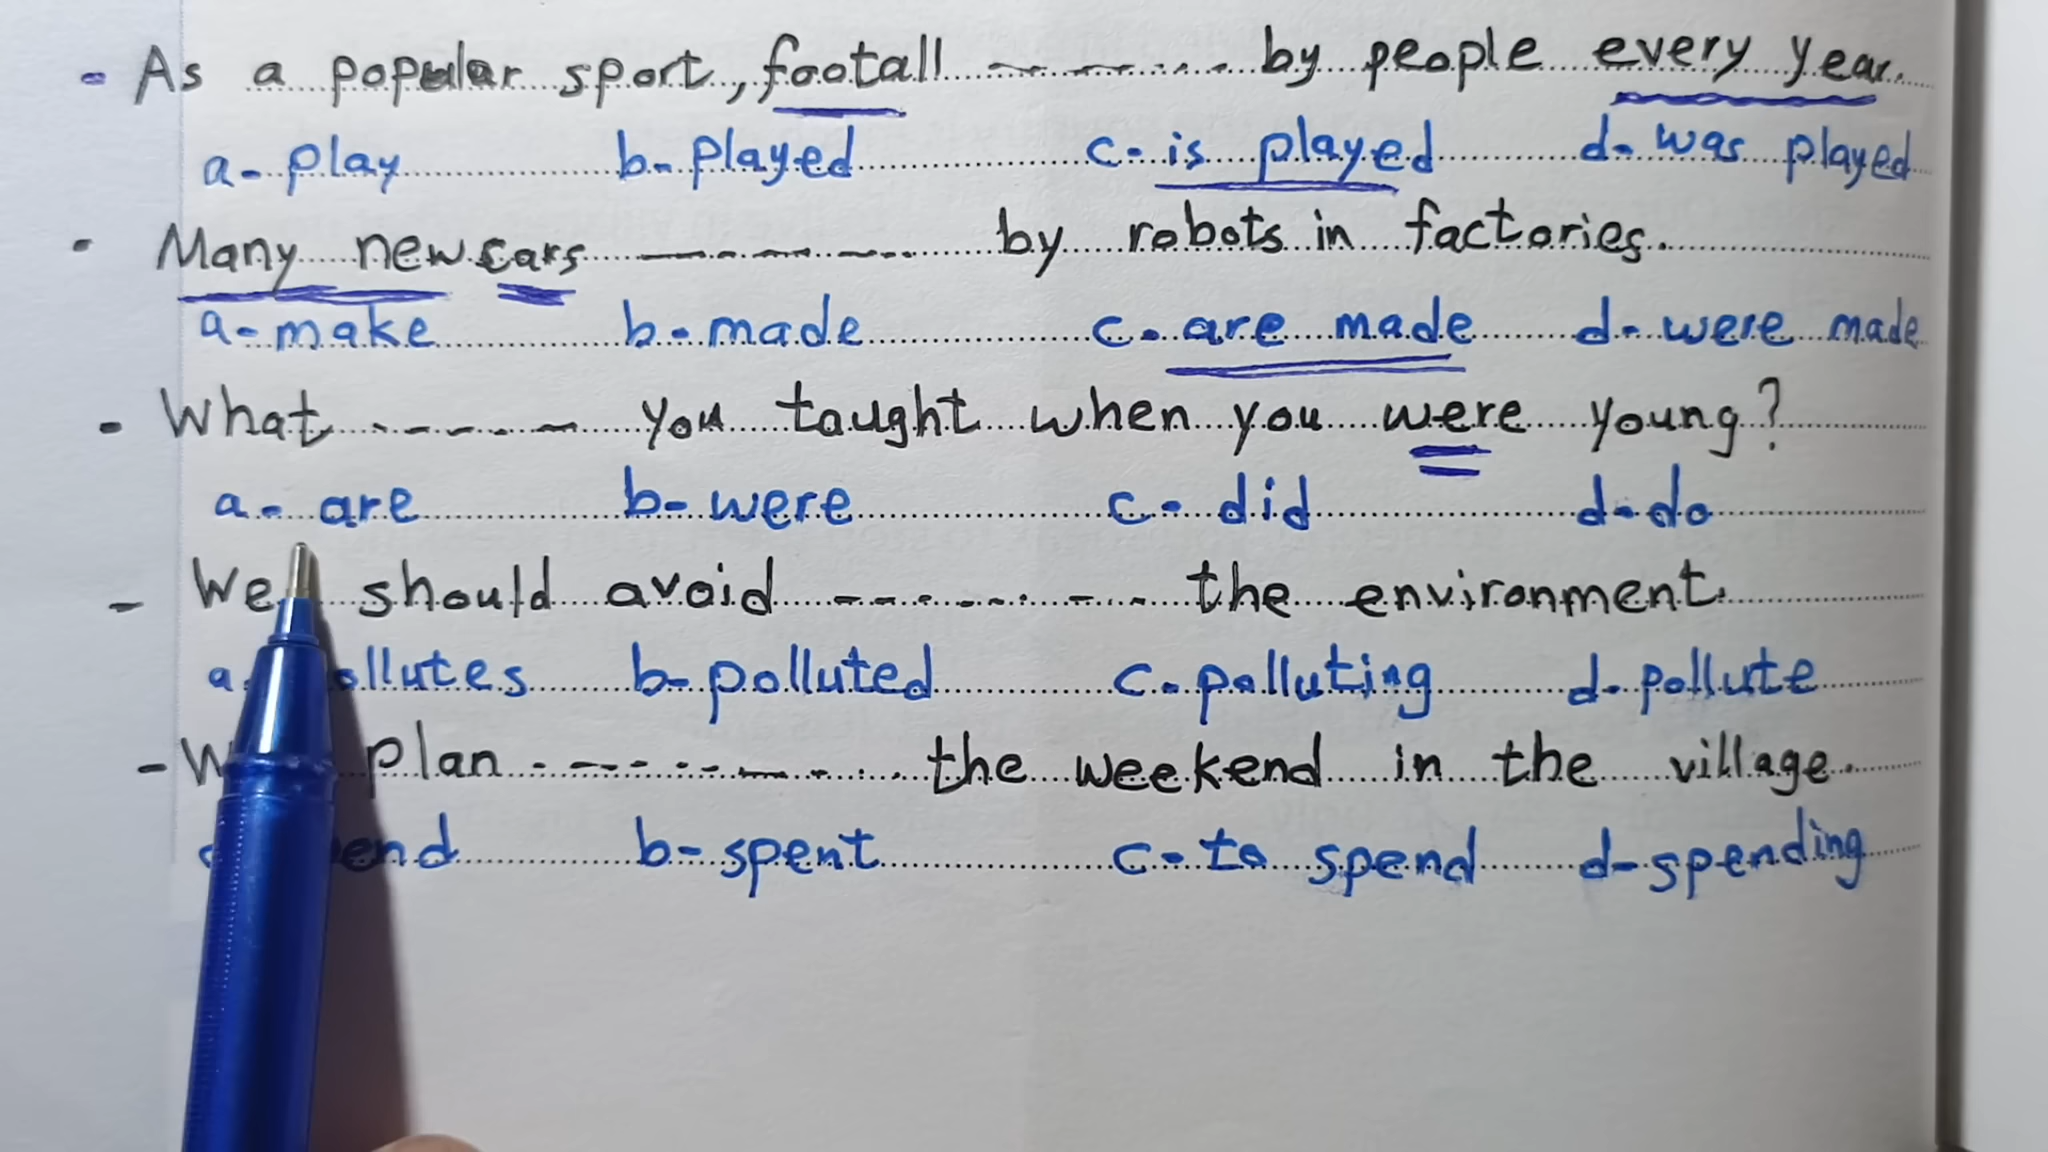 - As a popular sport, footall ---------- by people every year.
a- play b- played c- is played d- was played
- Many new cars ---------- by robots in factories.
a- make b- made c- are made d- were made
- What ------- you taught when you were young?
a- are b- were c- did d- do
- We should avoid ---------- the environment.
a- b- polluted c- polluting d- pollute
- plan ---------- the weekend in the village.
b- spent c- to spend d- spending